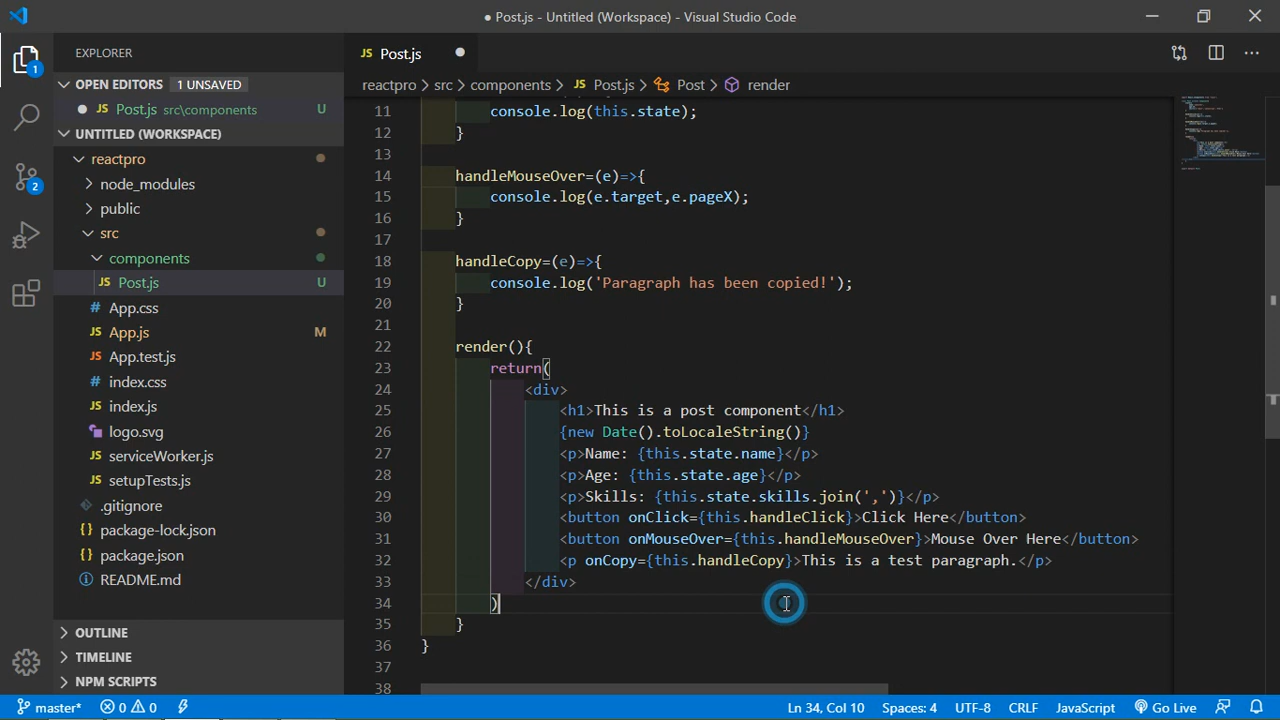 ● Post.js - Untitled (Workspace) - Visual Studio Code
EXPLORER
OPEN EDITORS 1 UNSAVED
JS Post.js src\components U
UNTITLED (WORKSPACE)
reactpro
node_modules
public
src
components
JS Post.js U
# App.css
JS App.js M
JS App.test.js
# index.css
JS index.js
logo.svg
JS serviceWorker.js
JS setupTests.js
.gitignore
{} package-lock.json
{} package.json
README.md
OUTLINE
TIMELINE
NPM SCRIPTS
1
2
JS Post.js
reactpro > src > components > JS Post.js > Post > render
11 console.log(this.state);
12 }
13
14 handleMouseOver=(e)=>{
15 console.log(e.target,e.pageX);
16 }
17
18 handleCopy=(e)=>{
19 console.log('Paragraph has been copied!');
20 }
21
22 render(){
23 return(
24 <div>
25 <h1>This is a post component</h1>
26 {new Date().toLocaleString()}
27 <p>Name: {this.state.name}</p>
28 <p>Age: {this.state.age}</p>
29 <p>Skills: {this.state.skills.join(',')}</p>
30 <button onClick={this.handleClick}>Click Here</button>
31 <button onMouseOver={this.handleMouseOver}>Mouse Over Here</button>
32 <p onCopy={this.handleCopy}>This is a test paragraph.</p>
33 </div>
34 )
35 }
36 }
37
38
master* 0 0 Ln 34, Col 10 Spaces: 4 UTF-8 CRLF JavaScript Go Live